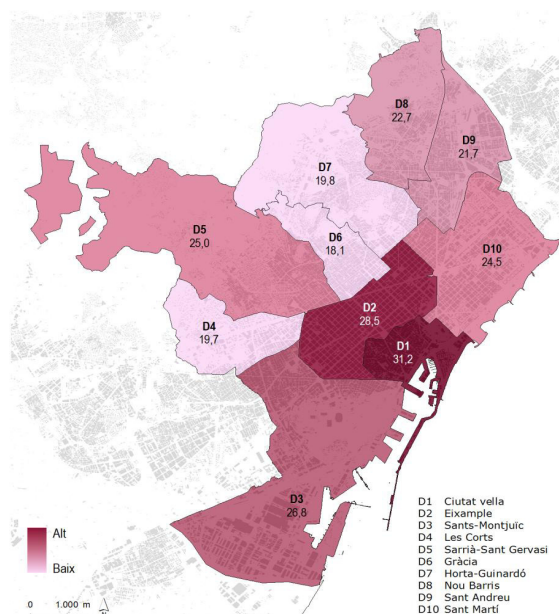 D8
22,7
D9
21,7
D7
19,8
D5
25,0
D6
18,1
D10
24,5
D2
28,5
D4
19,7
D1
31,2
D3
26,8
Alt
Baix
0 1.000 m
D1 Ciutat vella
D2 Eixample
D3 Sants-Montjuïc
D4 Les Corts
D5 Sarrià-Sant Gervasi
D6 Gràcia
D7 Horta-Guinardó
D8 Nou Barris
D9 Sant Andreu
D10 Sant Martí